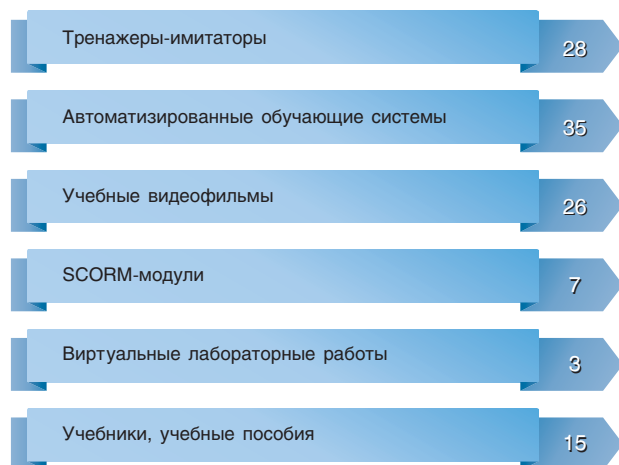 Тренажеры-имитаторы 28
Автоматизированные обучающие системы 35
Учебные видеофильмы 26
SCORM-модули 7
Виртуальные лабораторные работы 3
Учебники, учебные пособия 15